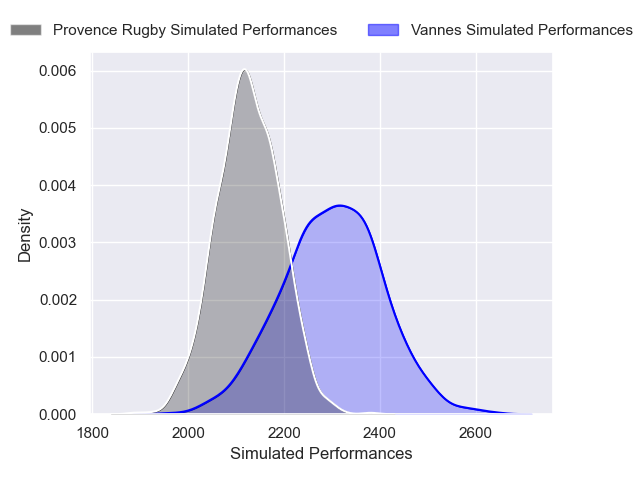 Provence Rugby Simulated Performances
Vannes Simulated Performances
0.006
0.005
0.004
0.003
0.002
0.001
0.000
Density
1800 2000 2200 2400 2600
Simulated Performances